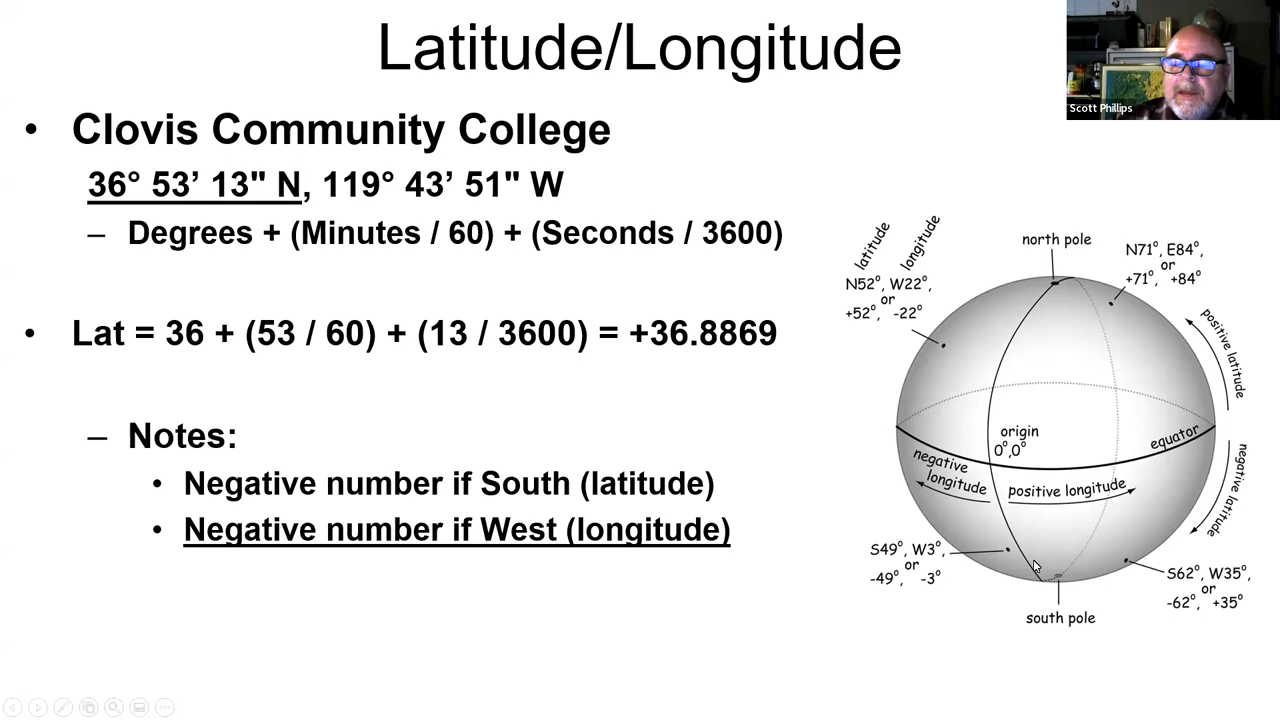 Latitude/Longitude
Scott Phillips
• Clovis Community College
36° 53’ 13" N, 119° 43’ 51" W
– Degrees + (Minutes / 60) + (Seconds / 3600)
• Lat = 36 + (53 / 60) + (13 / 3600) = +36.8869
– Notes:
• Negative number if South (latitude)
• Negative number if West (longitude)
latitude
longitude
N52°, W22°,
or
+52°, -22°
north pole
N71°, E84°,
or
+71°, +84°
positive latitude
origin
0°,0°
equator
negative
longitude
positive longitude
negative latitude
S49°, W3°,
or
-49°, -3°
S62°, W35°,
or
-62°, +35°
south pole